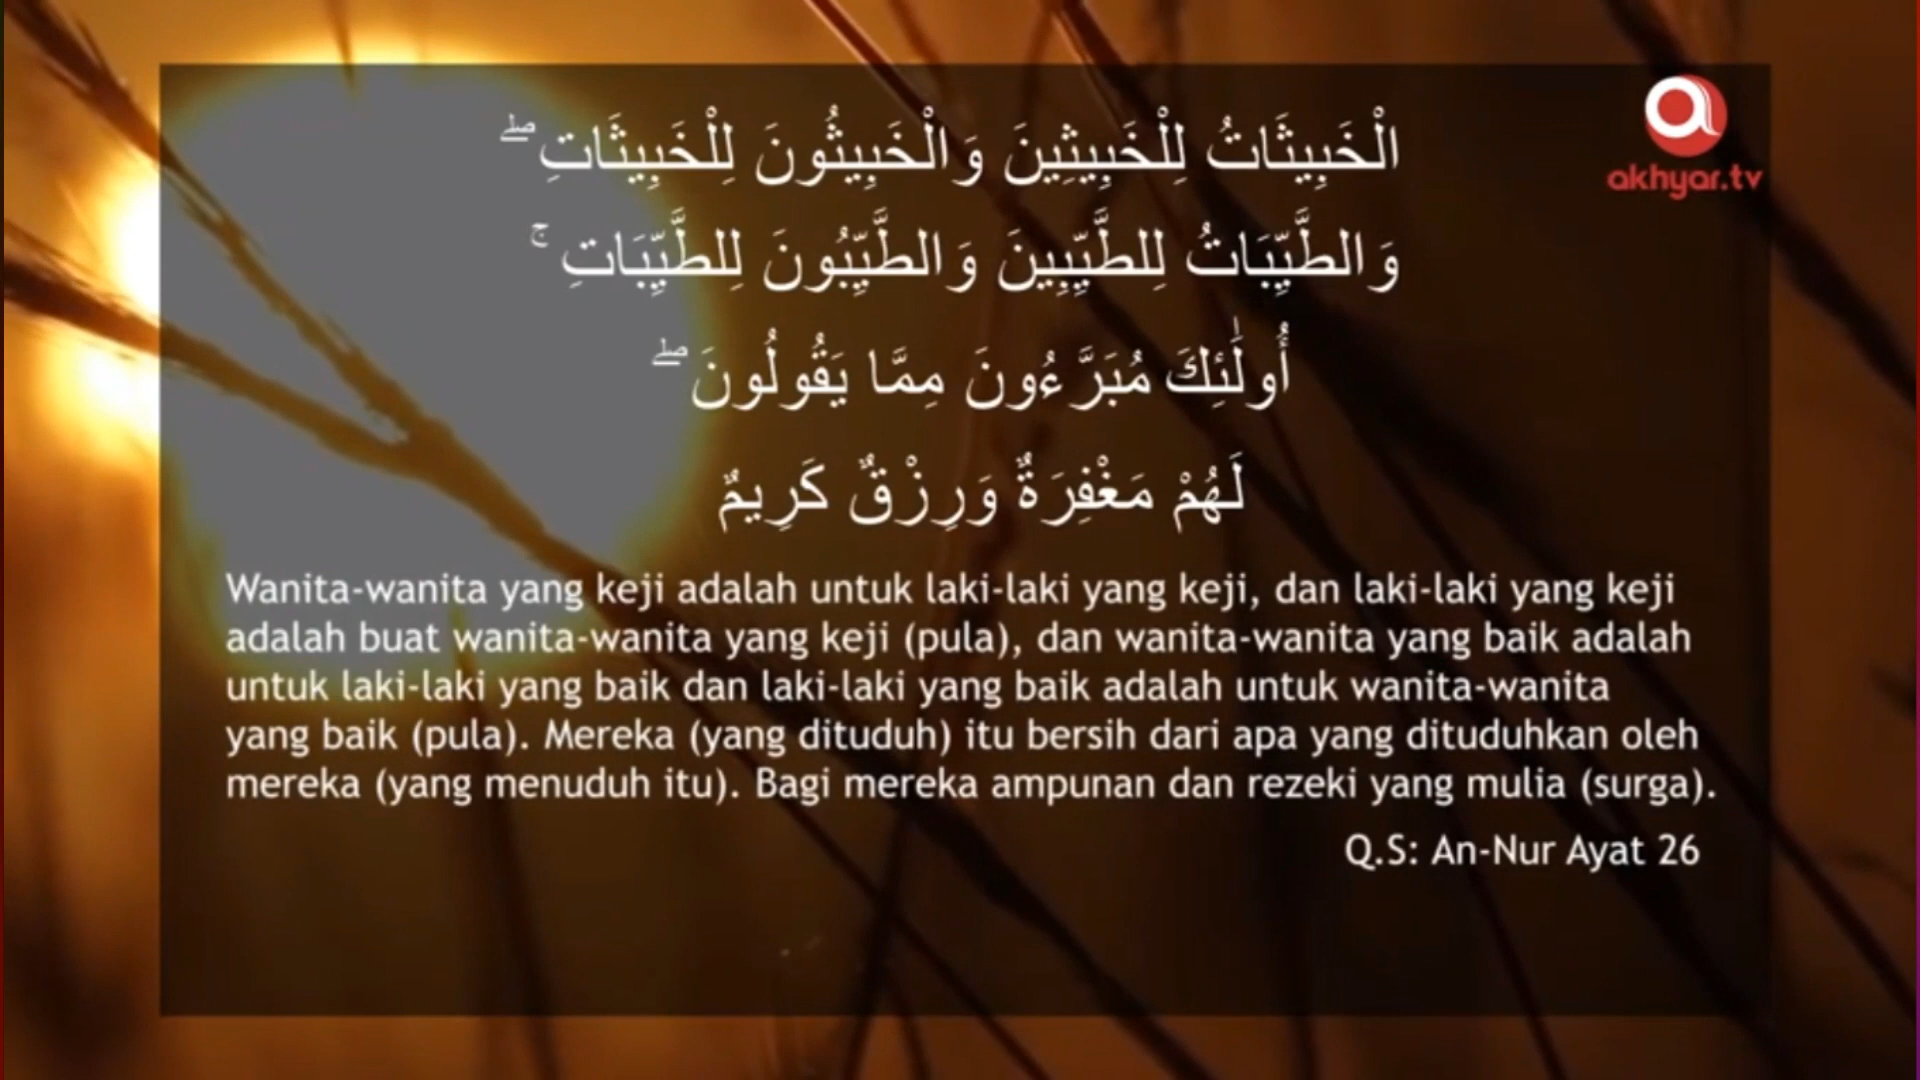 الْخَبِيثَاتُ لِلْخَبِيثِينَ وَالْخَبِيثُونَ لِلْخَبِيثَاتِ ۖ
وَالطَّيِّبَاتُ لِلطَّيِّبِينَ وَالطَّيِّبُونَ لِلطَّيِّبَاتِ ۚ
أُولَٰئِكَ مُبَرَّءُونَ مِمَّا يَقُولُونَ ۖ
لَهُمْ مَغْفِرَةٌ وَرِزْقٌ كَرِيمٌ
akhyar.tv
Wanita-wanita yang keji adalah untuk laki-laki yang keji, dan laki-laki yang keji
adalah buat wanita-wanita yang keji (pula), dan wanita-wanita yang baik adalah
untuk laki-laki yang baik dan laki-laki yang baik adalah untuk wanita-wanita
yang baik (pula). Mereka (yang dituduh) itu bersih dari apa yang dituduhkan oleh
mereka (yang menuduh itu). Bagi mereka ampunan dan rezeki yang mulia (surga).
Q.S: An-Nur Ayat 26